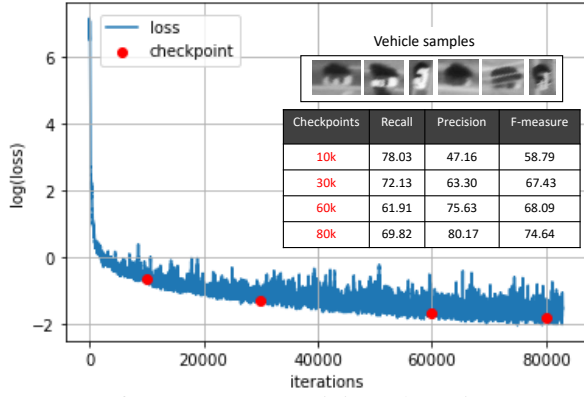 loss
checkpoint
Vehicle samples
Checkpoints Recall Precision F-measure
10k 78.03 47.16 58.79
30k 72.13 63.30 67.43
60k 61.91 75.63 68.09
80k 69.82 80.17 74.64
log(loss)
6
4
2
0
−2
0 20000 40000 60000 80000
iterations